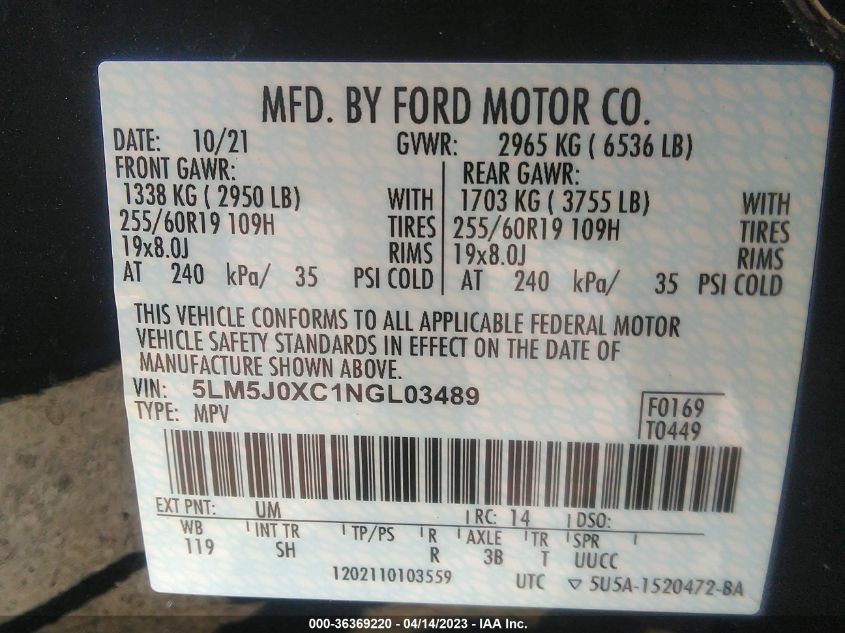 MFD. BY FORD MOTOR CO.
DATE: 10/21 GVWR: 2965 KG ( 6536 LB)
FRONT GAWR: REAR GAWR:
1338 KG ( 2950 LB) WITH 1703 KG ( 3755 LB) WITH
255/60R19 109H TIRES 255/60R19 109H TIRES
19x8.0J RIMS 19x8.0J RIMS
AT 240 kPa/ 35 PSI COLD AT 240 kPa/ 35 PSI COLD
THIS VEHICLE CONFORMS TO ALL APPLICABLE FEDERAL MOTOR
VEHICLE SAFETY STANDARDS IN EFFECT ON THE DATE OF
MANUFACTURE SHOWN ABOVE.
VIN: 5LM5J0XC1NGL03489
TYPE: MPV
F0169
T0449
EXT PNT: UM RC: 14 DSO:
WB INT TR TP/PS R AXLE TR SPR
119 SH R 3B T UUCC
1202110103559 UTC ▽ 5U5A-1520472-BA
000-36369220 - 04/14/2023 - IAA Inc.